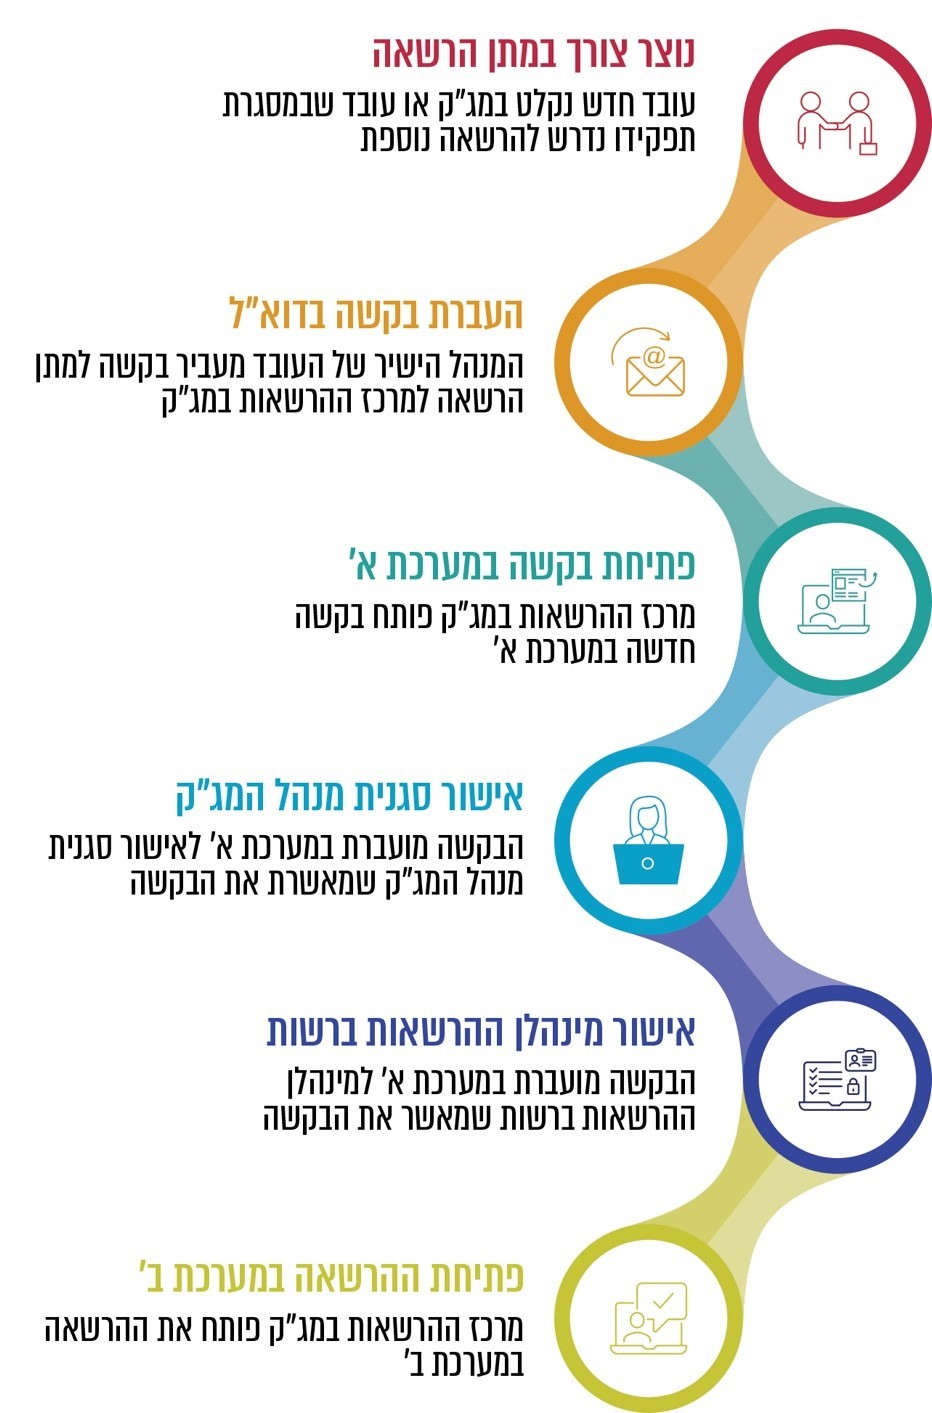 נוצר צורך במתן הרשאה
עובד חדש נקלט במג"ק או עובד שבמסגרת
תפקידו נדרש להרשאה נוספת
העברת בקשה בדוא"ל
המנהל הישיר של העובד מעביר בקשה למתן
הרשאה למרכז ההרשאות במג"ק
@
פתיחת בקשה במערכת א'
מרכז ההרשאות במג"ק פותח בקשה
חדשה במערכת א'
אישור סגנית מנהל המג"ק
הבקשה מועברת במערכת א' לאישור סגנית
מנהל המג"ק שמאשרת את הבקשה
אישור מינהלן ההרשאות ברשות
הבקשה מועברת במערכת א' למינהלן
ההרשאות ברשות שמאשר את הבקשה
פתיחת ההרשאה במערכת ב'
מרכז ההרשאות במג"ק פותח את ההרשאה
במערכת ב'